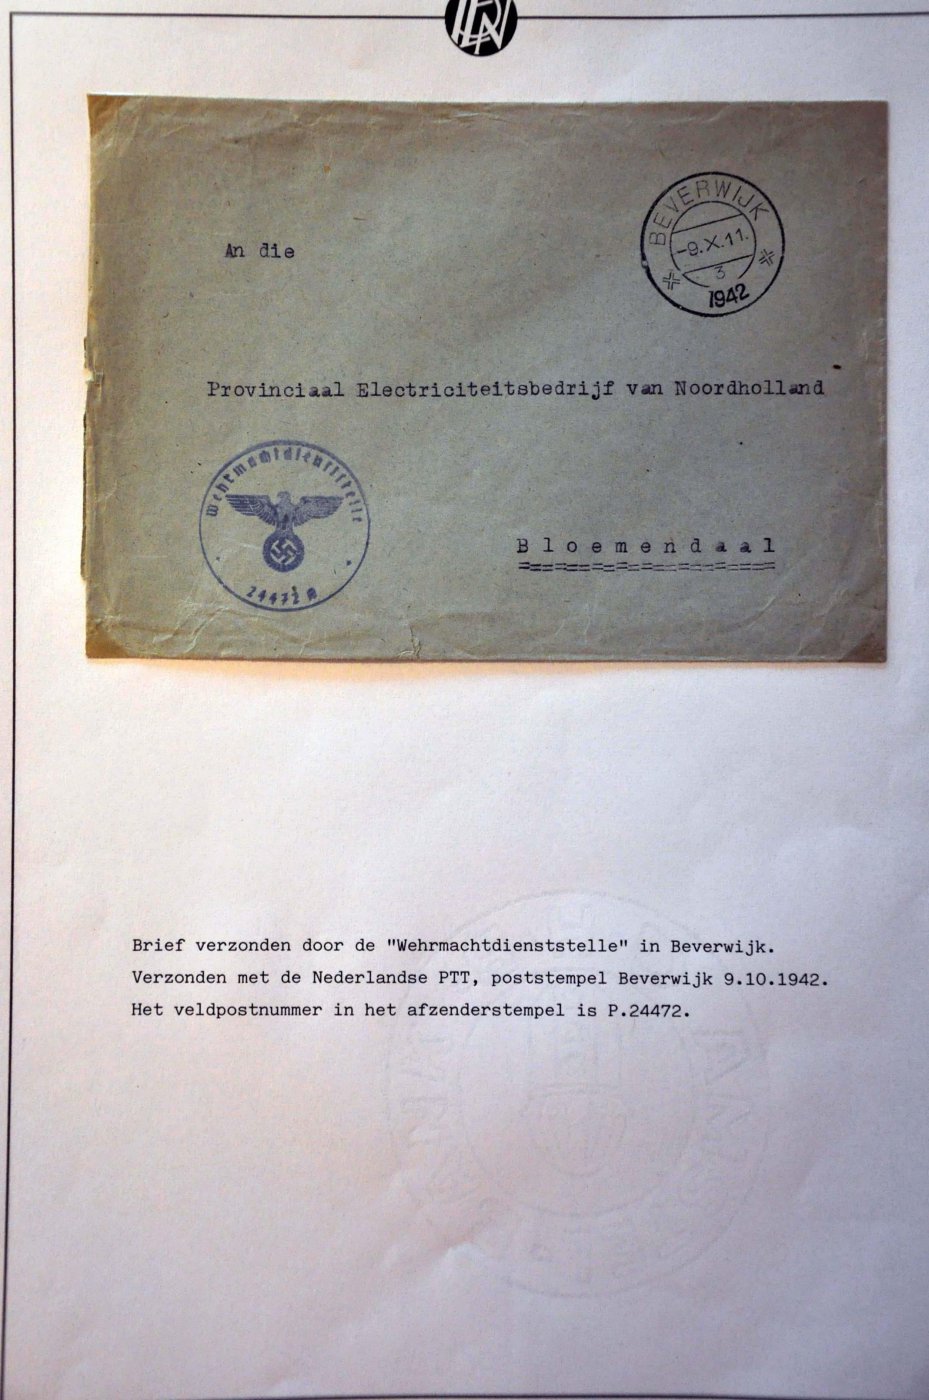 BEVERWIJK
-9.X.11.
3
1942
An die
Provinciaal Electriciteitsbedrijf van Noordholland
Wehrmachtdienststelle
24472
Bloemendaal
Brief verzonden door de "Wehrmachtdienststelle" in Beverwijk.
Verzonden met de Nederlandse PTT, poststempel Beverwijk 9.10.1942.
Het veldpostnummer in het afzenderstempel is P.24472.